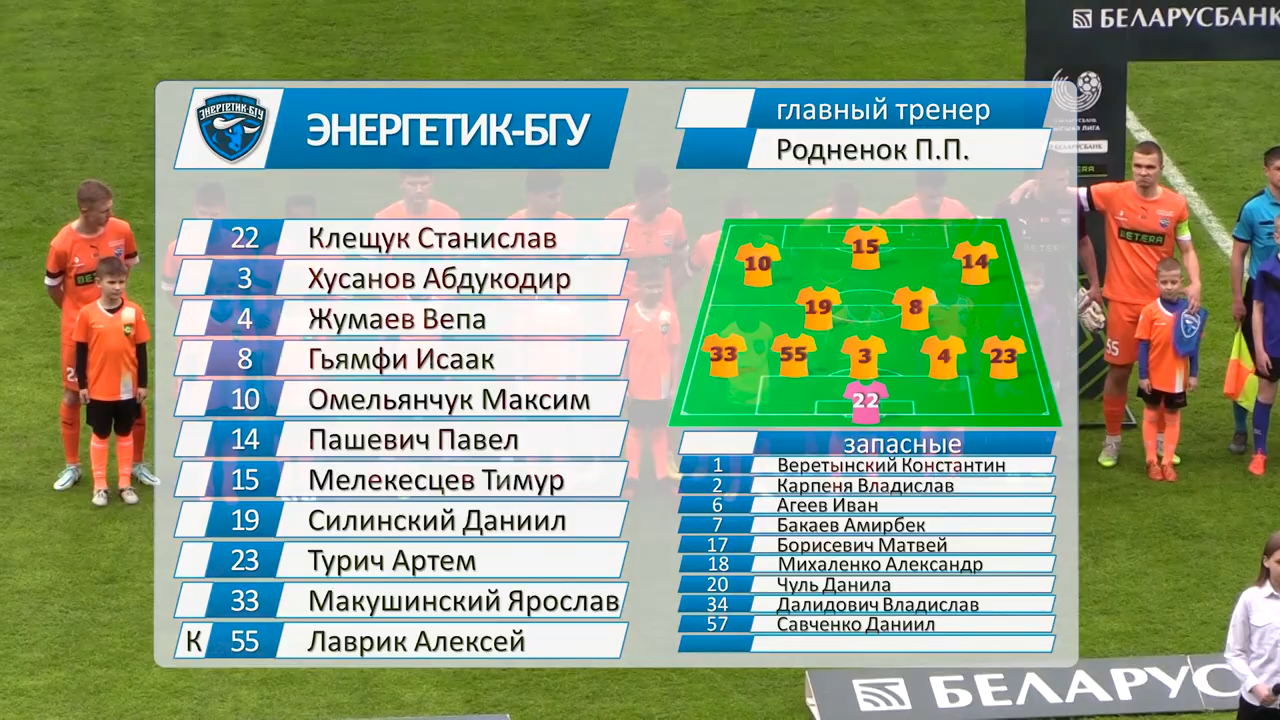 БЕЛАРУСБАНК
ЭНЕРГЕТИК-БГУ
ЭНЕРГЕТИК-БГУ
главный тренер
Родненок П.П.
22 Клещук Станислав
3 Хусанов Абдукодир
4 Жумаев Вепа
8 Гьямфи Исаак
10 Омельянчук Максим
14 Пашевич Павел
15 Мелекесцев Тимур
19 Силинский Даниил
23 Турич Артем
33 Макушинский Ярослав
К 55 Лаврик Алексей
10 15 14
19 8
33 55 3 4 23
22
запасные
1 Веретынский Константин
2 Карпеня Владислав
6 Агеев Иван
7 Бакаев Амирбек
17 Борисевич Матвей
18 Михаленко Александр
20 Чуль Данила
34 Далидович Владислав
57 Савченко Даниил
BETERA
55
БЕЛАРУС